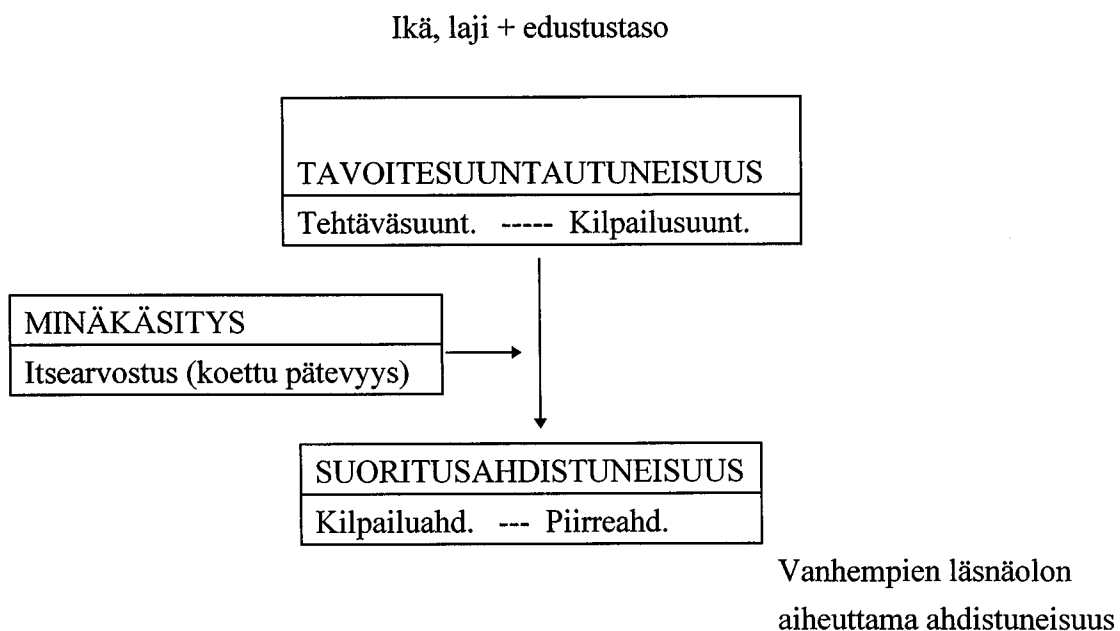 Ikä, laji + edustustaso
TAVOITESUUNTAUTUNEISUUS
Tehtäväsuunt. ----- Kilpailusuunt.
MINÄKÄSITYS
Itsearvostus (koettu pätevyys)
SUORITUSAHDISTUNEISUUS
Kilpailuahd. --- Piirreahd.
Vanhempien läsnäolon
aiheuttama ahdistuneisuus